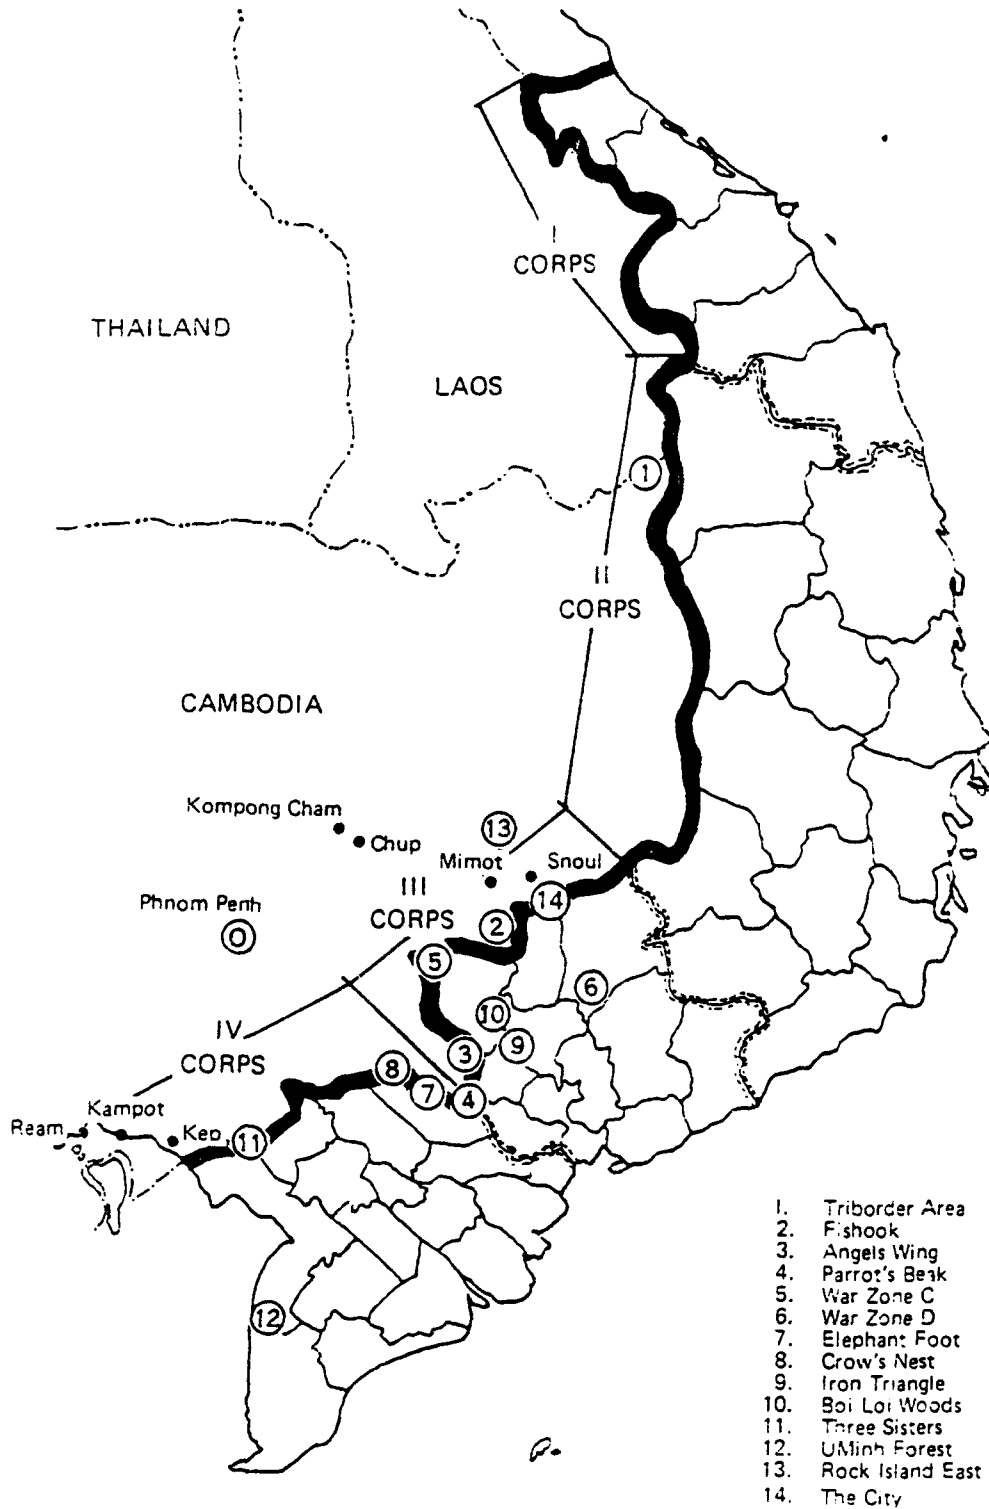 I
CORPS
THAILAND
LAOS
1
II
CORPS
CAMBODIA
Kompong Cham
Chup
13
Mimot
Snoul
III
CORPS
14
Phnom Penh
2
5
6
10
IV
CORPS
3
9
8
7
4
Ream
Kampot
Kep
11
12
1. Triborder Area
2. Fishook
3. Angels Wing
4. Parrot's Beak
5. War Zone C
6. War Zone D
7. Elephant Foot
8. Crow's Nest
9. Iron Triangle
10. Boi Loi Woods
11. Three Sisters
12. UMinh Forest
13. Rock Island East
14. The City